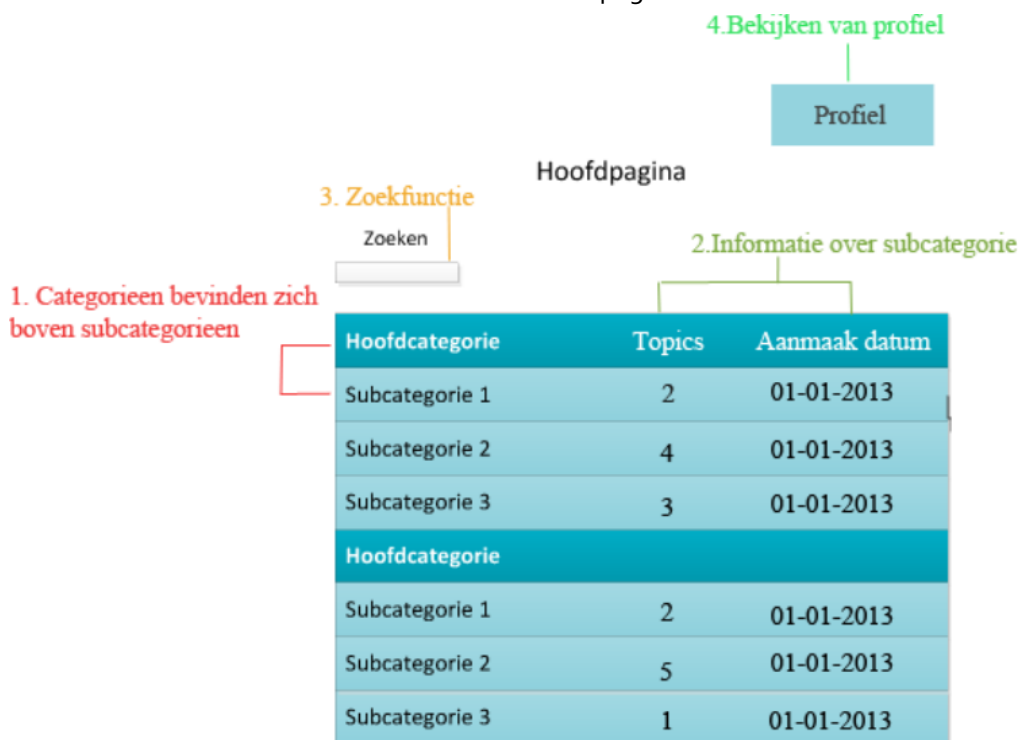 4.Bekijken van profiel
Profiel
Hoofdpagina
3. Zoekfunctie
Zoeken
2.Informatie over subcategorie
1. Categorieen bevinden zich
boven subcategorieen
Hoofdcategorie Topics Aanmaak datum
Subcategorie 1 2 01-01-2013
Subcategorie 2 4 01-01-2013
Subcategorie 3 3 01-01-2013
Hoofdcategorie
Subcategorie 1 2 01-01-2013
Subcategorie 2 5 01-01-2013
Subcategorie 3 1 01-01-2013